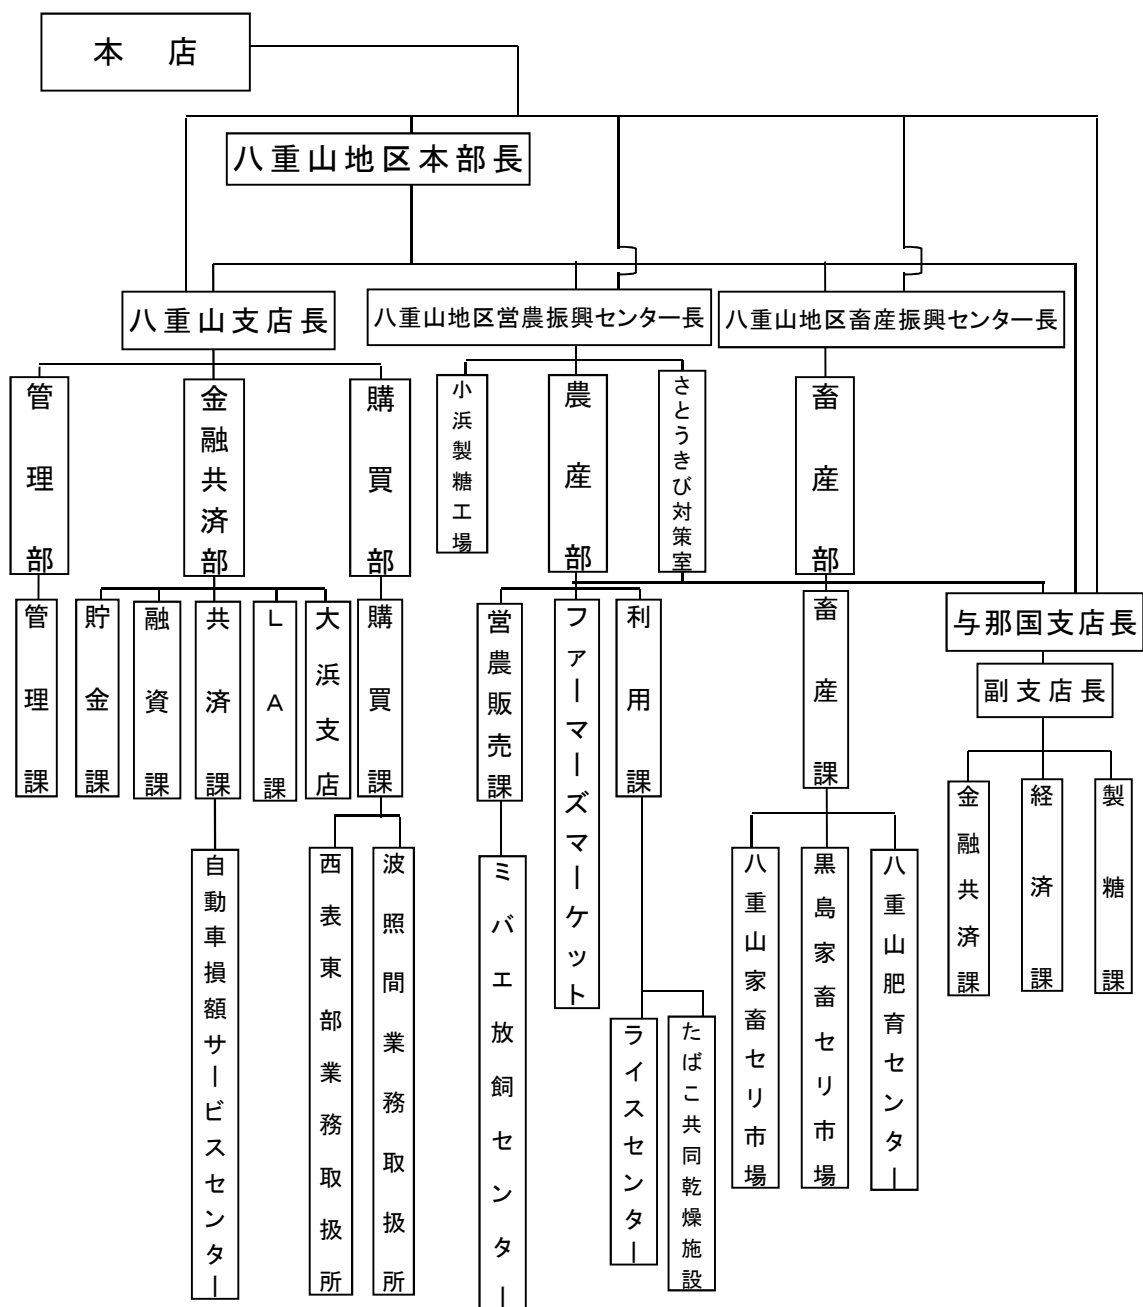 本店
八重山地区本部長
八重山支店長
八重山地区営農振興センター長
八重山地区畜産振興センター長
管理部
金融共済部
購買部
小浜製糖工場
農産部
さとうきび対策室
畜産部
管理課
貯金課
融資課
共済課
LA課
大浜支店
購買課
営農販売課
ファーマーズマーケット
利用課
畜産課
与那国支店長
副支店長
金融共済課
経済課
製糖課
自動車損額サービスセンター
西表東部業務取扱所
波照間業務取扱所
ミバエ放飼センター
ライスセンター
たばこ共同乾燥施設
八重山家畜セリ市場
黒島家畜セリ市場
八重山肥育センター